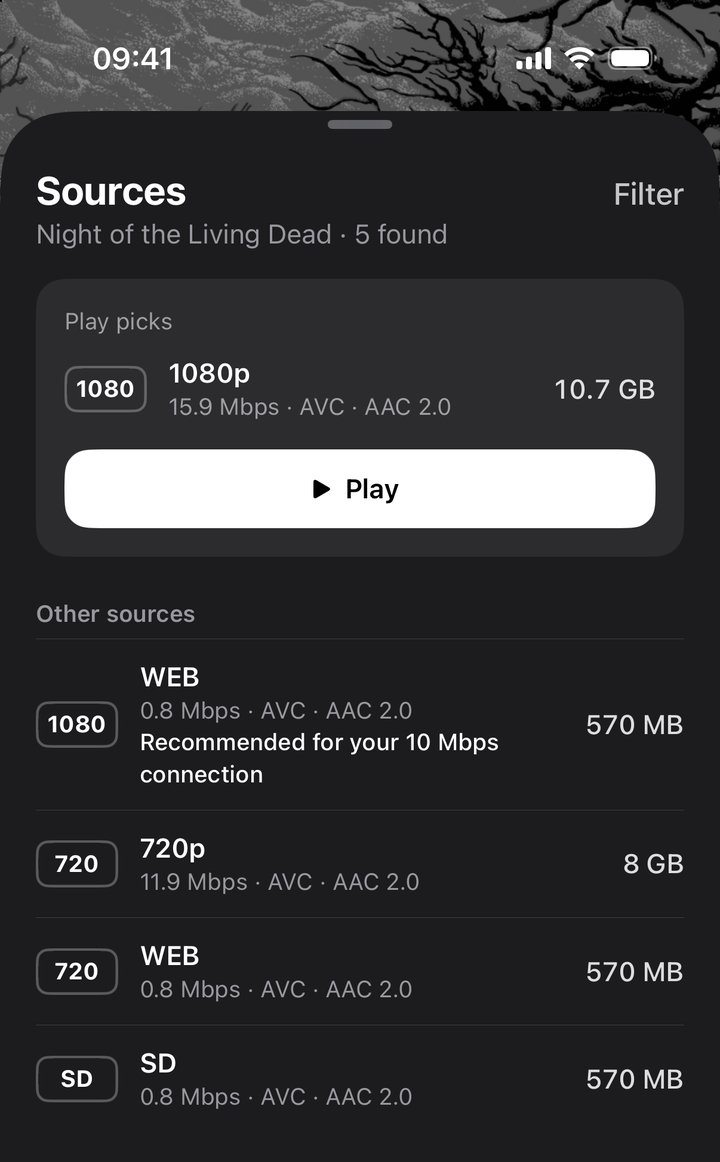 09:41
Sources
Filter
Night of the Living Dead · 5 found
Play picks
1080
1080p
15.9 Mbps · AVC · AAC 2.0
10.7 GB
Play
Other sources
1080
WEB
0.8 Mbps · AVC · AAC 2.0
Recommended for your 10 Mbps
connection
570 MB
720
720p
11.9 Mbps · AVC · AAC 2.0
8 GB
720
WEB
0.8 Mbps · AVC · AAC 2.0
570 MB
SD
SD
0.8 Mbps · AVC · AAC 2.0
570 MB